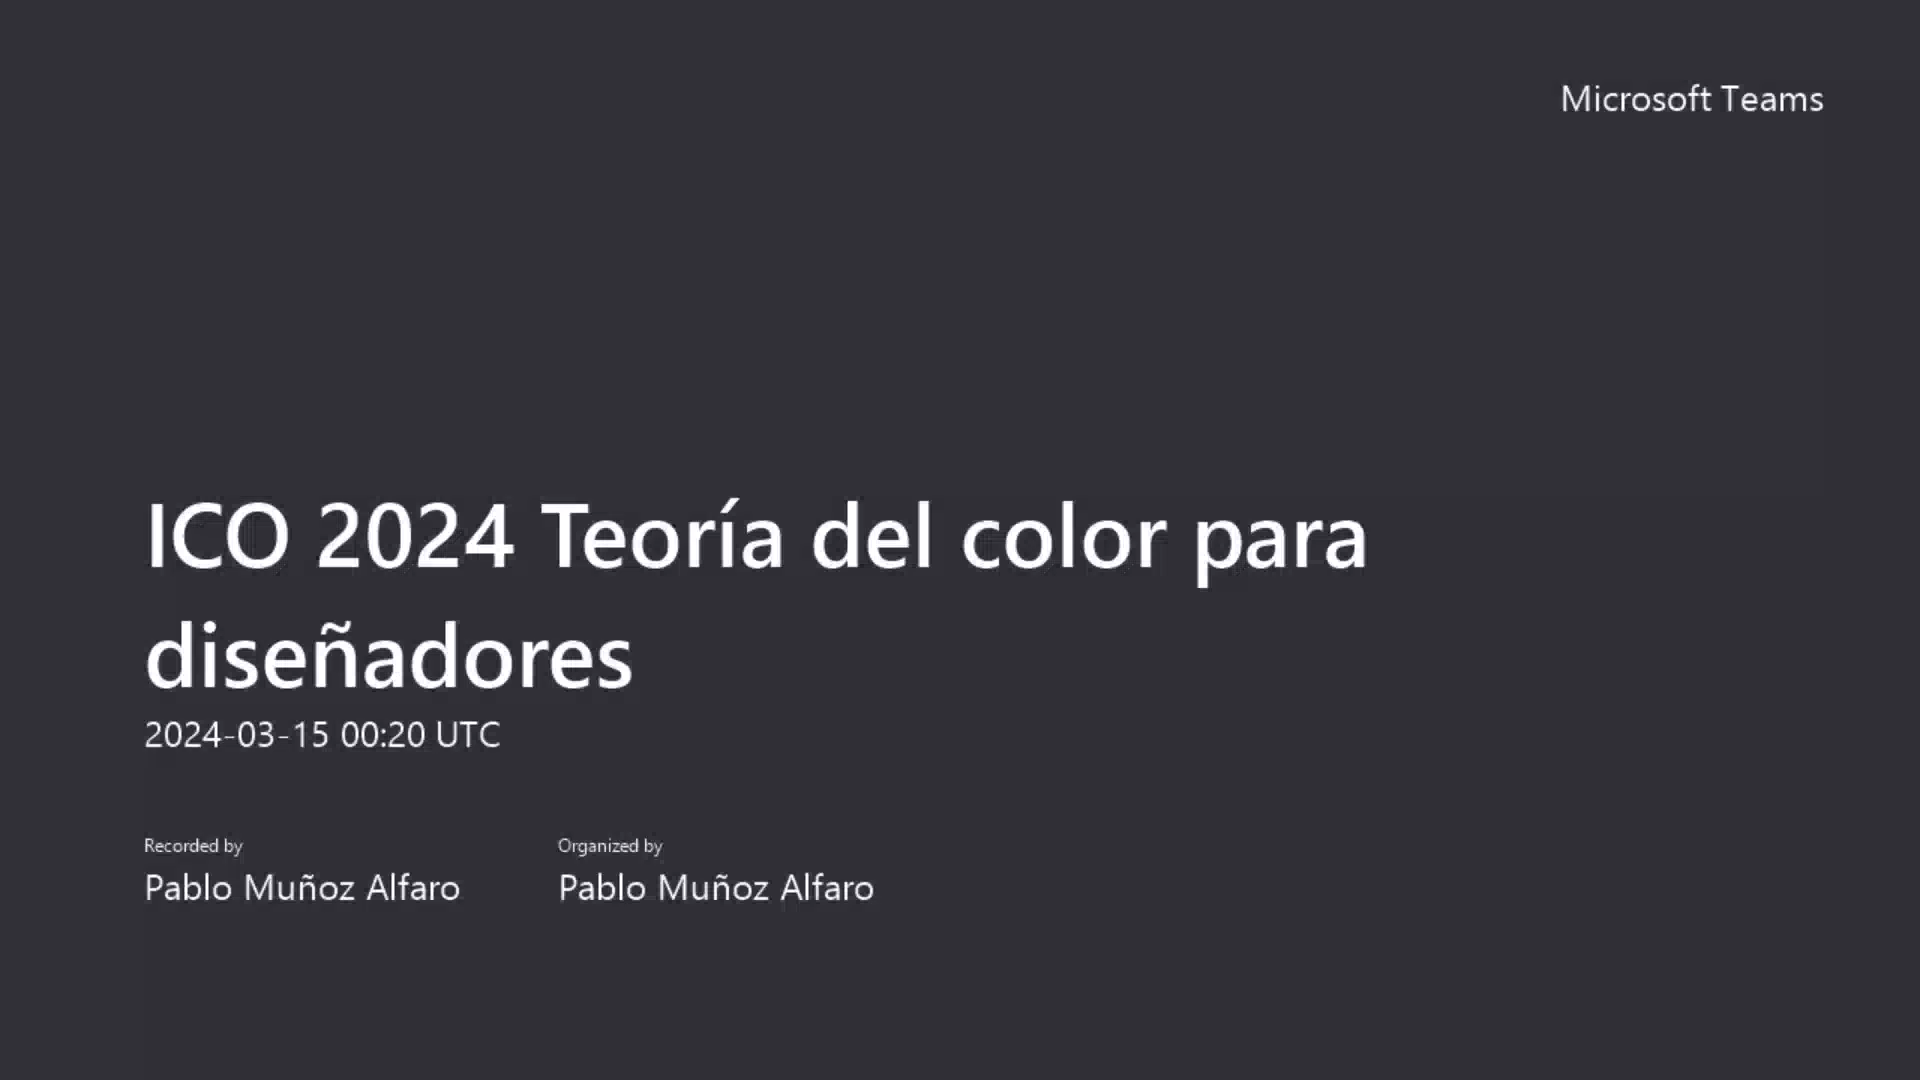 Microsoft Teams
ICO 2024 Teoría del color para
diseñadores
2024-03-15 00:20 UTC
Recorded by
Pablo Muñoz Alfaro
Organized by
Pablo Muñoz Alfaro